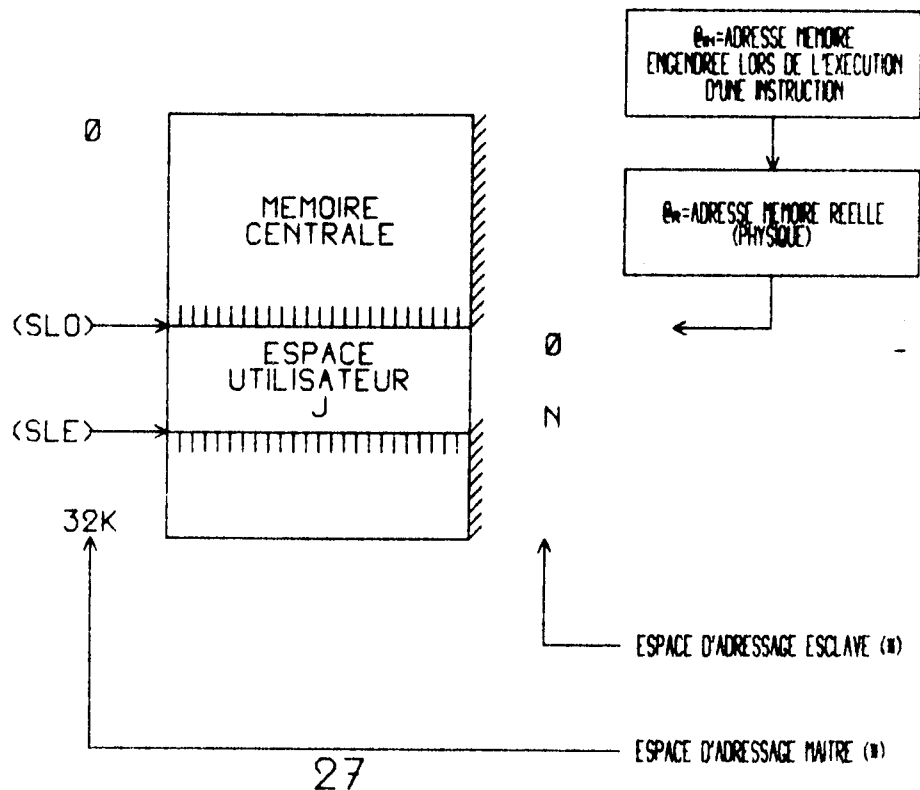 @m=ADRESSE MEMOIRE
ENGENDREE LORS DE L'EXECUTION
D'UNE INSTRUCTION
@R=ADRESSE MEMOIRE REELLE
(PHYSIQUE)
Ø
MEMOIRE
CENTRALE
(SLO)
ESPACE
UTILISATEUR
J
(SLE)
32K
Ø
N
ESPACE D'ADRESSAGE ESCLAVE (*)
ESPACE D'ADRESSAGE MAITRE (*)
27